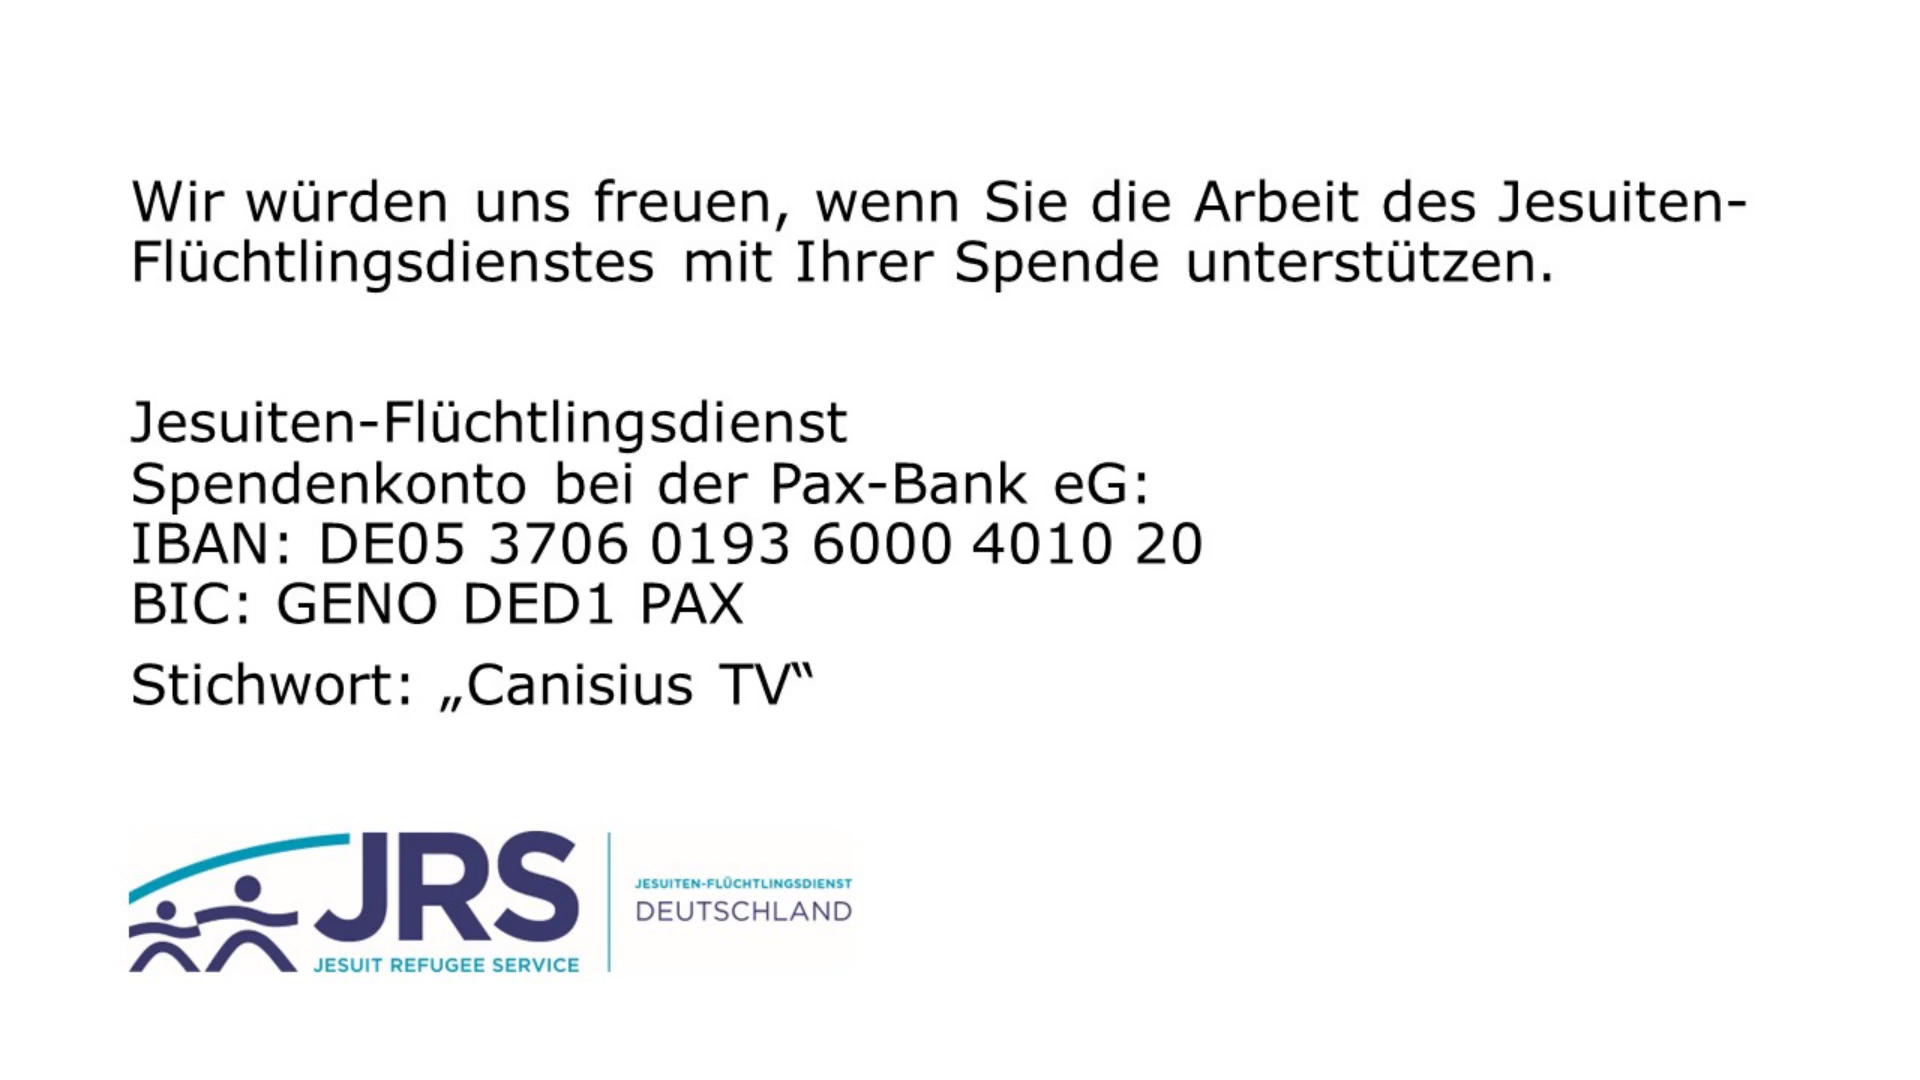 Wir würden uns freuen, wenn Sie die Arbeit des Jesuiten-
Flüchtlingsdienstes mit Ihrer Spende unterstützen.
Jesuiten-Flüchtlingsdienst
Spendenkonto bei der Pax-Bank eG:
IBAN: DE05 3706 0193 6000 4010 20
BIC: GENO DED1 PAX
Stichwort: „Canisius TV“
JRS
JESUIT REFUGEE SERVICE
JESUITEN-FLÜCHTLINGSDIENST
DEUTSCHLAND